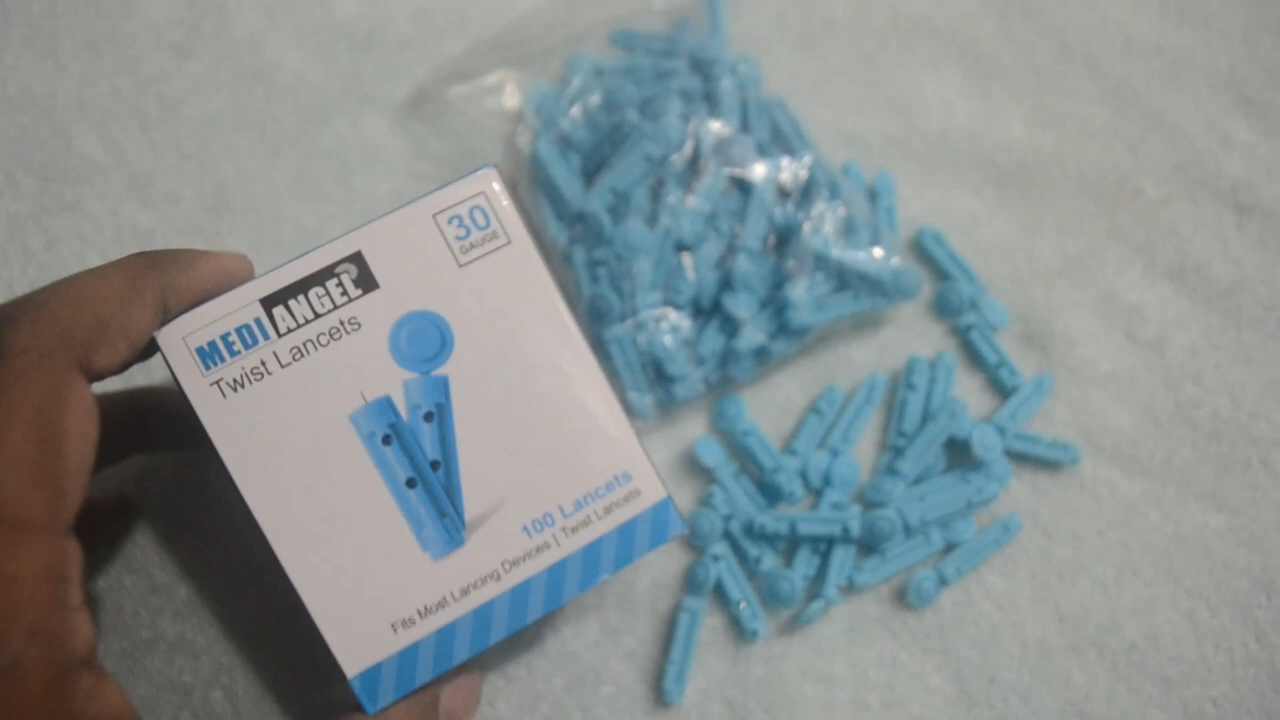 30
GAUGE
MEDI ANGEL
Twist Lancets
100 Lancets
Fits Most Lancing Devices | Twist Lancets